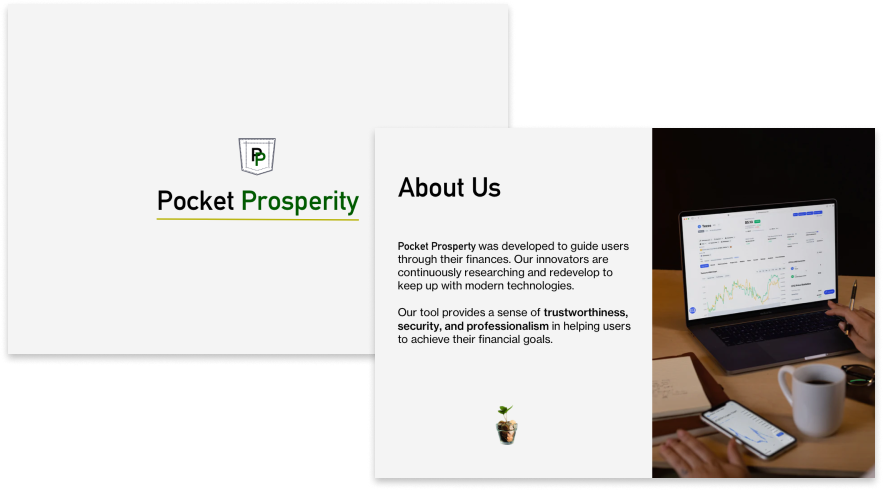 PP
Pocket Prosperity
About Us
Pocket Prosperty was developed to guide users
through their finances. Our innovators are
continuously researching and redevelop to
keep up with modern technologies.
Our tool provides a sense of trustworthiness,
security, and professionalism in helping users
to achieve their financial goals.